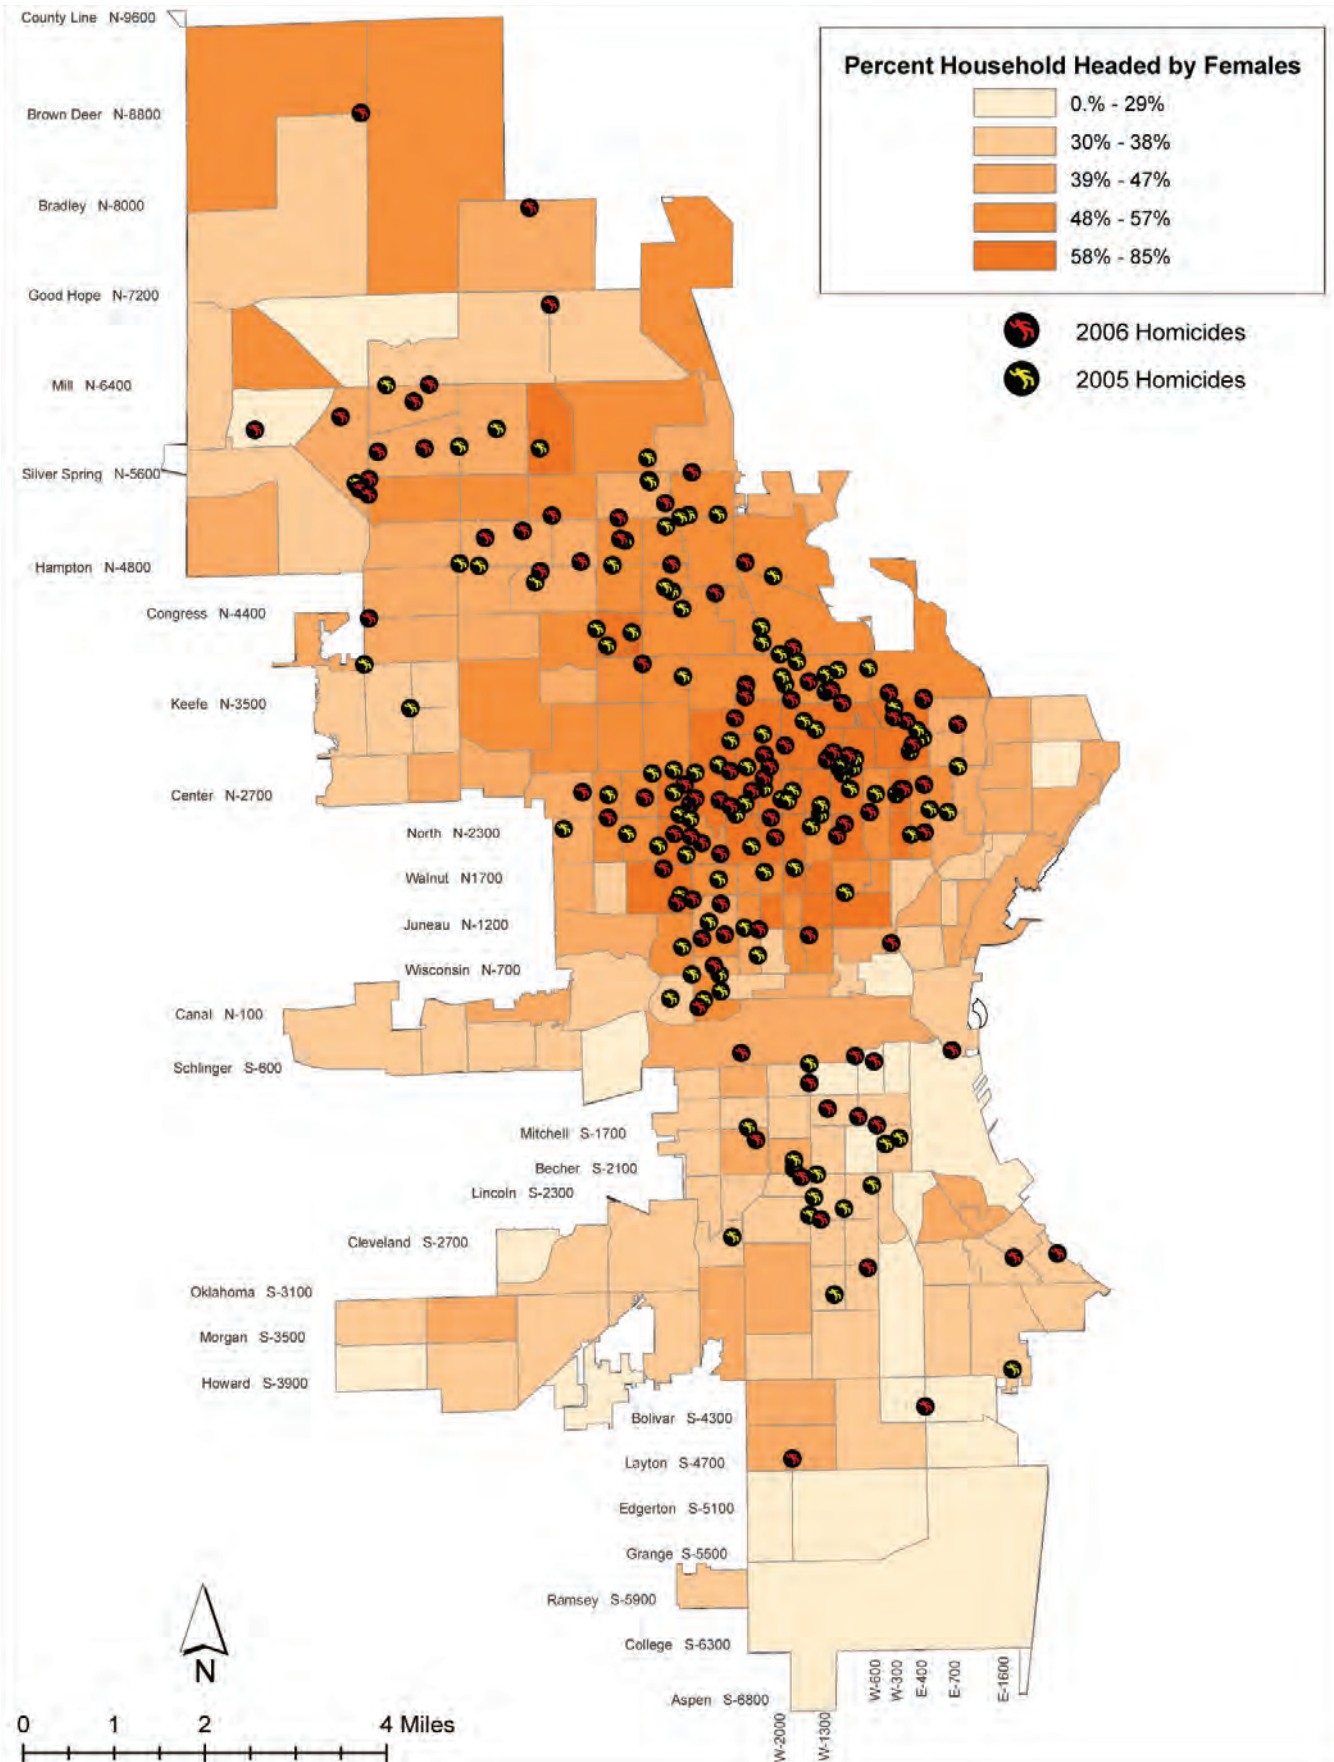 County Line N-9600
Percent Household Headed by Females
0.% - 29%
30% - 38%
39% - 47%
48% - 57%
58% - 85%
2006 Homicides
2005 Homicides
Brown Deer N-8800
Bradley N-8000
Good Hope N-7200
Mill N-6400
Silver Spring N-5600
Hampton N-4800
Congress N-4400
Keefe N-3500
Center N-2700
North N-2300
Walnut N1700
Juneau N-1200
Wisconsin N-700
Canal N-100
Schlinger S-600
Mitchell S-1700
Becher S-2100
Lincoln S-2300
Cleveland S-2700
Oklahoma S-3100
Morgan S-3500
Howard S-3900
Bolivar S-4300
Layton S-4700
Edgerton S-5100
Grange S-5500
Ramsey S-5900
College S-6300
Aspen S-6800
W-2000
W-1300
W-600
W-300
E-400
E-700
E-1600
N
0 1 2 4 Miles